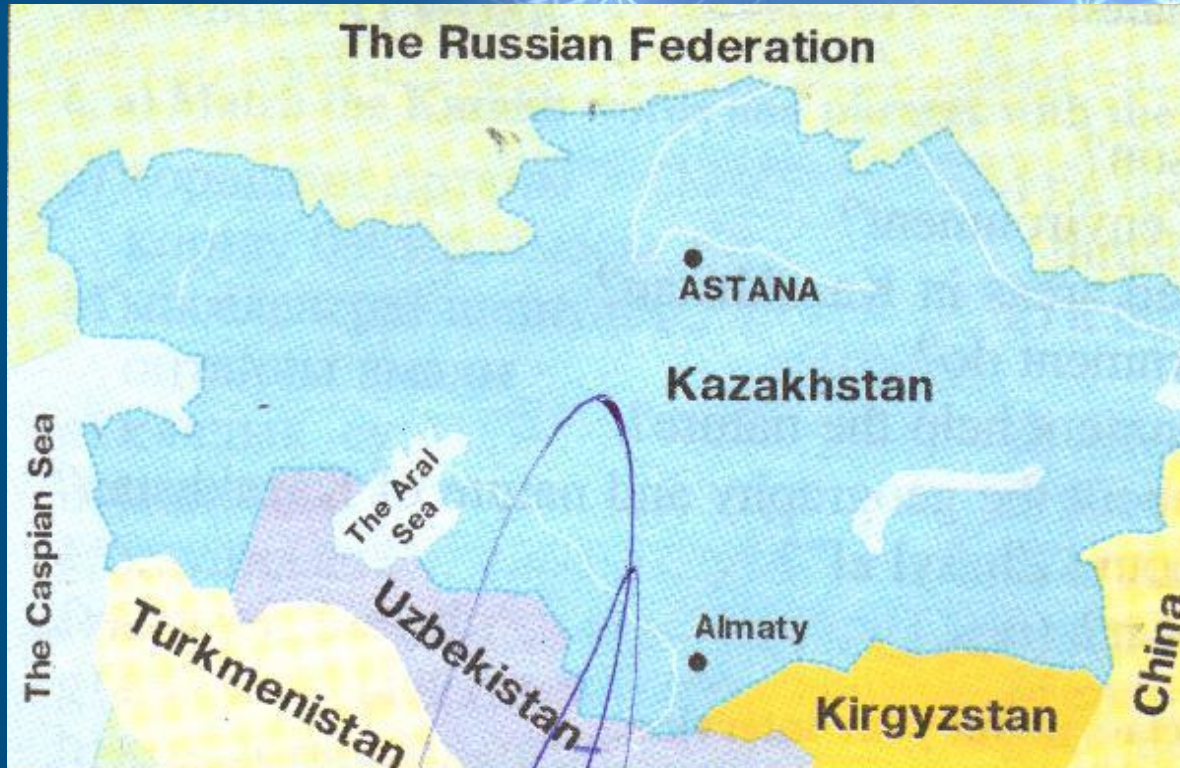 The Russian Federation
ASTANA
Kazakhstan
The Caspian Sea
The Aral
Sea
Uzbekistan
Turkmenistan
Almaty
Kirgyzstan
China